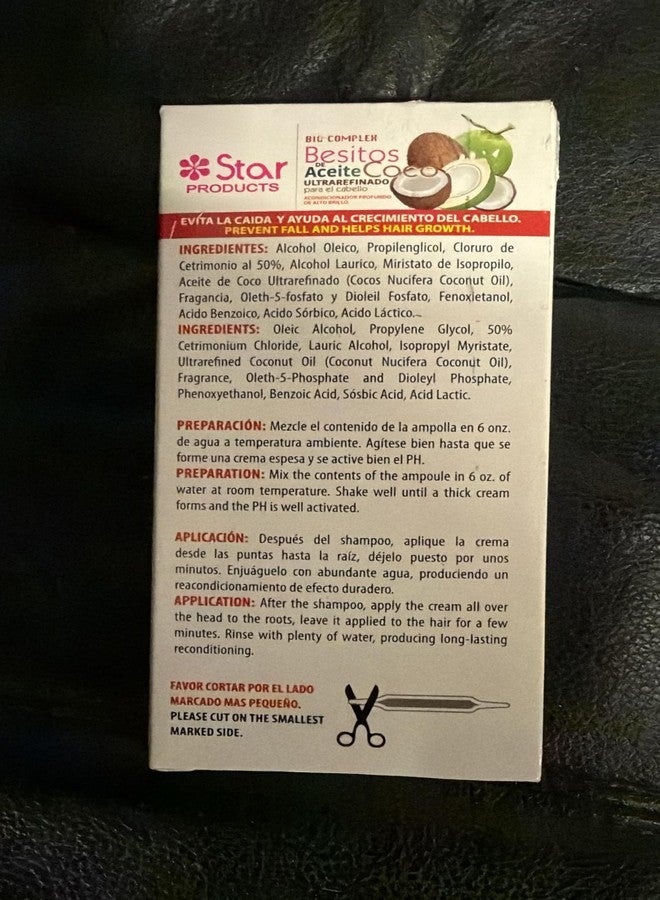 Star
PRODUCTS
BIO COMPLEX
Besitos
DE
Aceite Coco
ULTRAREFINADO
para el cabello
ACONDICIONADOR PROFUNDO
DE ALTO BRILLO.
EVITA LA CAIDA Y AYUDA AL CRECIMIENTO DEL CABELLO.
PREVENT FALL AND HELPS HAIR GROWTH.
INGREDIENTES: Alcohol Oleico, Propilenglicol, Cloruro de
Cetrimonio al 50%, Alcohol Laurico, Miristato de Isopropilo,
Aceite de Coco Ultrarefinado (Cocos Nucifera Coconut Oil),
Fragancia, Oleth-5-fosfato y Dioleil Fosfato, Fenoxietanol,
Acido Benzoico, Acido Sórbico, Acido Láctico.
INGREDIENTS: Oleic Alcohol, Propylene Glycol, 50%
Cetrimonium Chloride, Lauric Alcohol, Isopropyl Myristate,
Ultrarefined Coconut Oil (Coconut Nucifera Coconut Oil),
Fragrance, Oleth-5-Phosphate and Dioleyl Phosphate,
Phenoxyethanol, Benzoic Acid, Sósbic Acid, Acid Lactic.
PREPARACIÓN: Mezcle el contenido de la ampolla en 6 onz.
de agua a temperatura ambiente. Agítese bien hasta que se
forme una crema espesa y se active bien el PH.
PREPARATION: Mix the contents of the ampoule in 6 oz. of
water at room temperature. Shake well until a thick cream
forms and the PH is well activated.
APLICACIÓN: Después del shampoo, aplique la crema
desde las puntas hasta la raíz, déjelo puesto por unos
minutos. Enjuáguelo con abundante agua, produciendo un
reacondicionamiento de efecto duradero.
APPLICATION: After the shampoo, apply the cream all over
the head to the roots, leave it applied to the hair for a few
minutes. Rinse with plenty of water, producing long-lasting
reconditioning.
FAVOR CORTAR POR EL LADO
MARCADO MAS PEQUEÑO.
PLEASE CUT ON THE SMALLEST
MARKED SIDE.